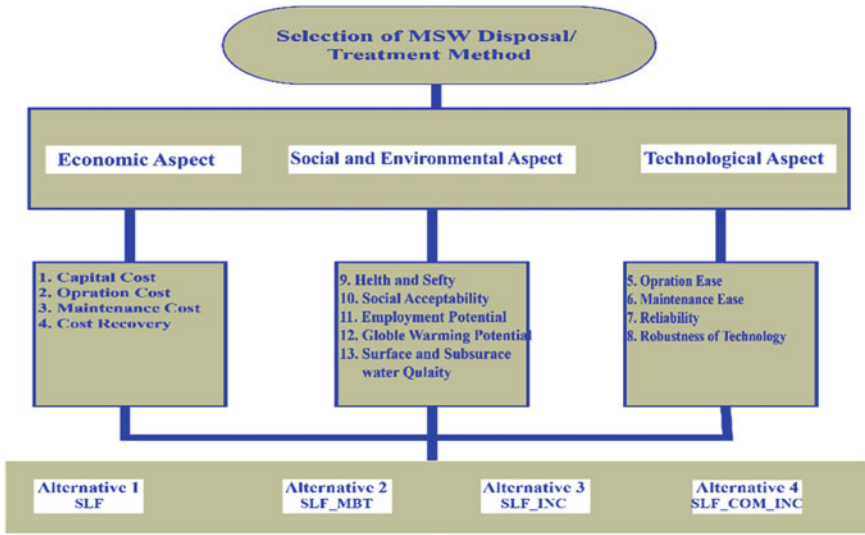 Selection of MSW Disposal/
Treatment Method
Economic Aspect
Social and Environmental Aspect
Technological Aspect
1. Capital Cost
2. Opration Cost
3. Maintenance Cost
4. Cost Recovery
9. Helth and Sefty
10. Social Acceptability
11. Employment Potential
12. Globe Warming Potential
13. Surface and Subsurace
water Qulaity
5. Opration Ease
6. Maintenance Ease
7. Reliability
8. Robustness of Technology
Alternative 1
SLF
Alternative 2
SLF_MBT
Alternative 3
SLF_INC
Alternative 4
SLF_COM_INC